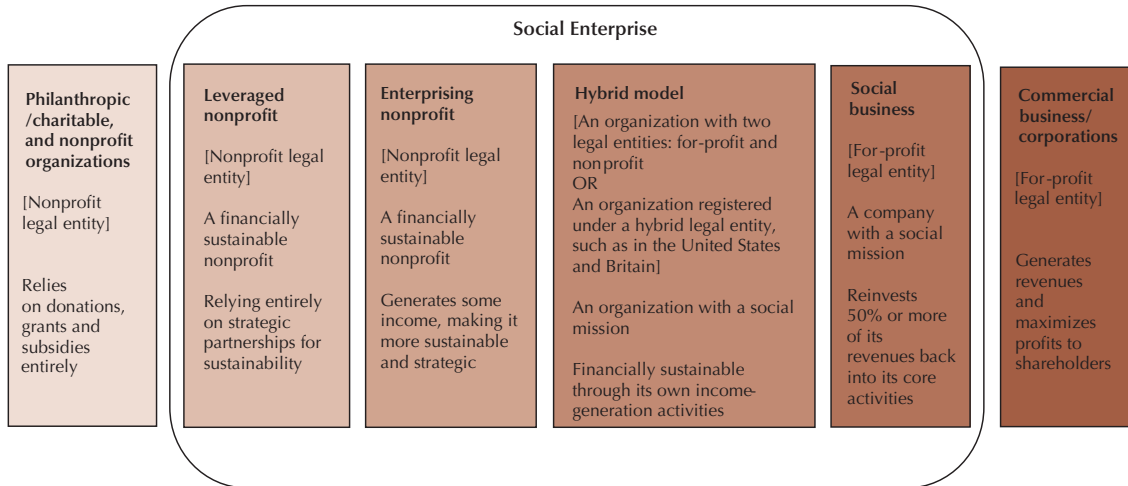 Social Enterprise
Philanthropic
/charitable,
and nonprofit
organizations
[Nonprofit
legal entity]
Relies
on donations,
grants and
subsidies
entirely
Leveraged
nonprofit
[Nonprofit legal
entity]
A financially
sustainable
nonprofit
Relying entirely
on strategic
partnerships for
sustainability
Enterprising
nonprofit
[Nonprofit legal
entity]
A financially
sustainable
nonprofit
Generates some
income, making it
more sustainable
and strategic
Hybrid model
[An organization with two
legal entities: for-profit and
nonprofit
OR
An organization registered
under a hybrid legal entity,
such as in the United States
and Britain]
An organization with a social
mission
Financially sustainable
through its own income-
generation activities
Social
business
[For-profit
legal entity]
A company
with a social
mission
Reinvests
50% or more
of its
revenues back
into its core
activities
Commercial
business/
corporations
[For-profit
legal entity]
Generates
revenues
and
maximizes
profits to
shareholders